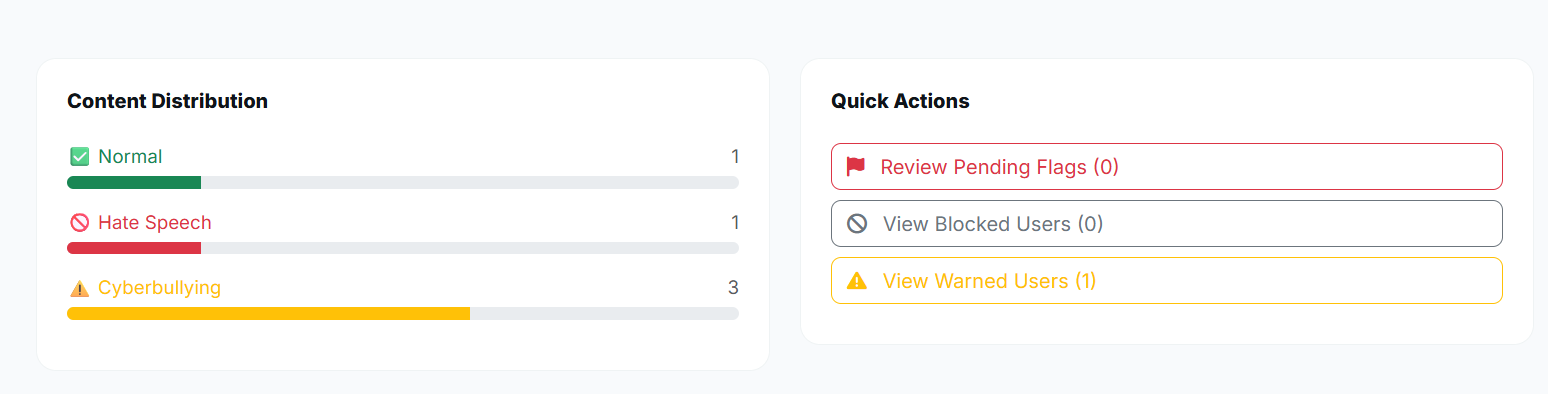 Content Distribution
Normal 1
Hate Speech 1
Cyberbullying 3
Quick Actions
Review Pending Flags (0)
View Blocked Users (0)
View Warned Users (1)